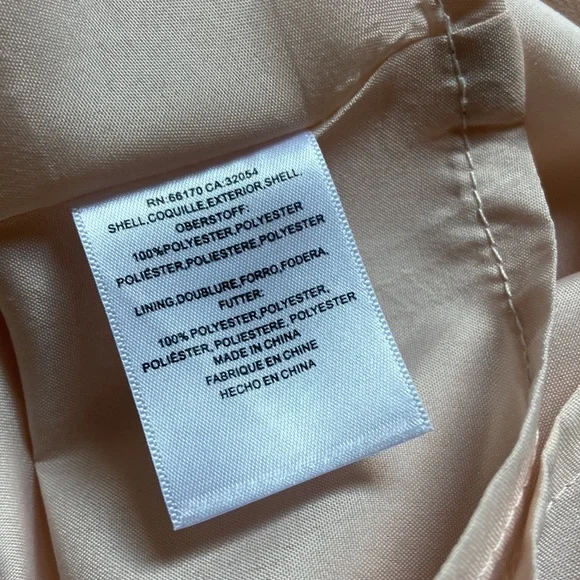 RN:66170 CA:32054
SHELL,COQUILLE,EXTERIOR,SHELL,
OBERSTOFF:
100%POLYESTER,POLYESTER
POLIÉSTER,POLIESTERE,POLYESTER
LINING,DOUBLURE,FORRO,FODERA,
FUTTER:
100% POLYESTER,POLYESTER,
POLIÉSTER, POLIESTERE, POLYESTER
MADE IN CHINA
FABRIQUE EN CHINE
HECHO EN CHINA